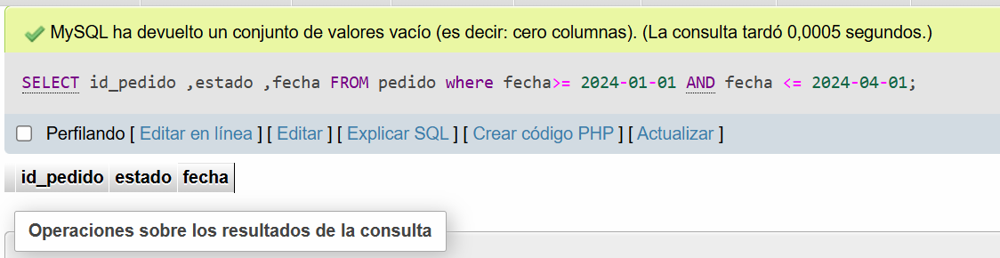 MySQL ha devuelto un conjunto de valores vacío (es decir: cero columnas). (La consulta tardó 0,0005 segundos.)
SELECT id_pedido ,estado ,fecha FROM pedido where fecha>= 2024-01-01 AND fecha <= 2024-04-01;
Perfilando [ Editar en línea ] [ Editar ] [ Explicar SQL ] [ Crear código PHP ] [ Actualizar ]
id_pedido estado fecha
Operaciones sobre los resultados de la consulta